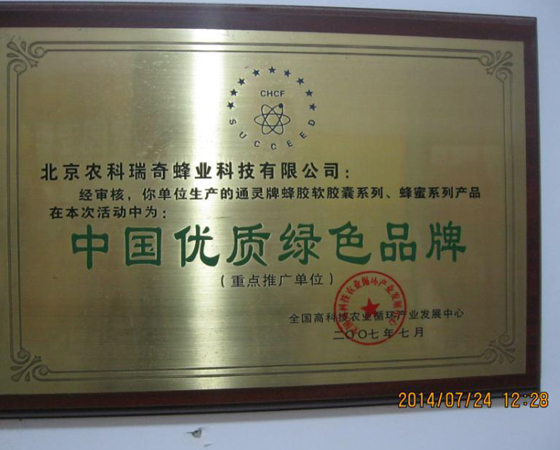 CHCF
SUCCEED
北京农科瑞奇蜂业科技有限公司：
经审核，你单位生产的通灵牌蜂胶软胶囊系列、蜂蜜系列产品
在本次活动中为：
中国优质绿色品牌
（重点推广单位）
全国高科技农业循环产业发展中心
二〇〇七年七月
2014/07/24 12:28